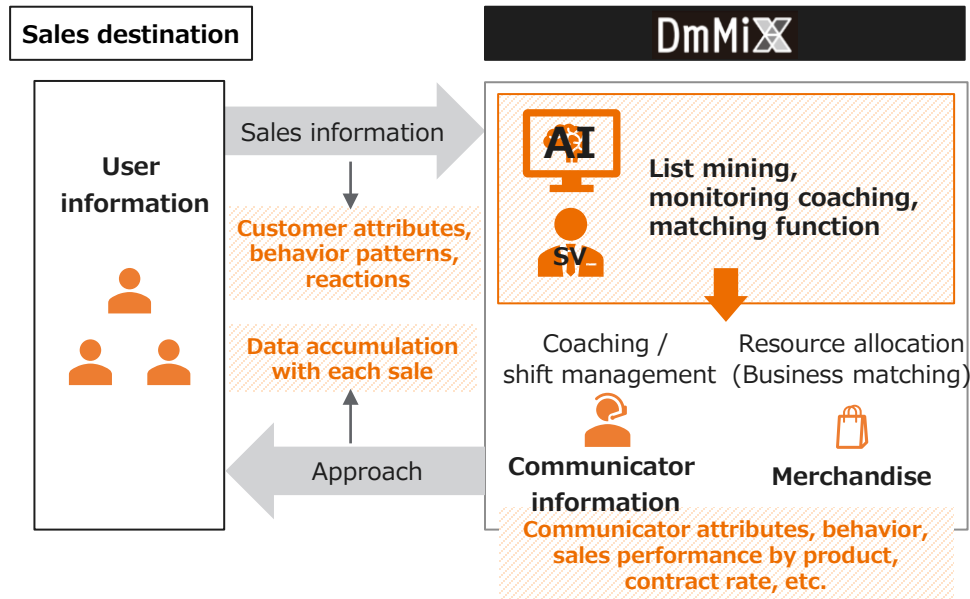 Sales destination
DmMiX
User
information
Sales information
Customer attributes,
behavior patterns,
reactions
Data accumulation
with each sale
Approach
AI
SV
List mining,
monitoring coaching,
matching function
Coaching /
shift management
Resource allocation
(Business matching)
Communicator
information
Merchandise
Communicator attributes, behavior,
sales performance by product,
contract rate, etc.